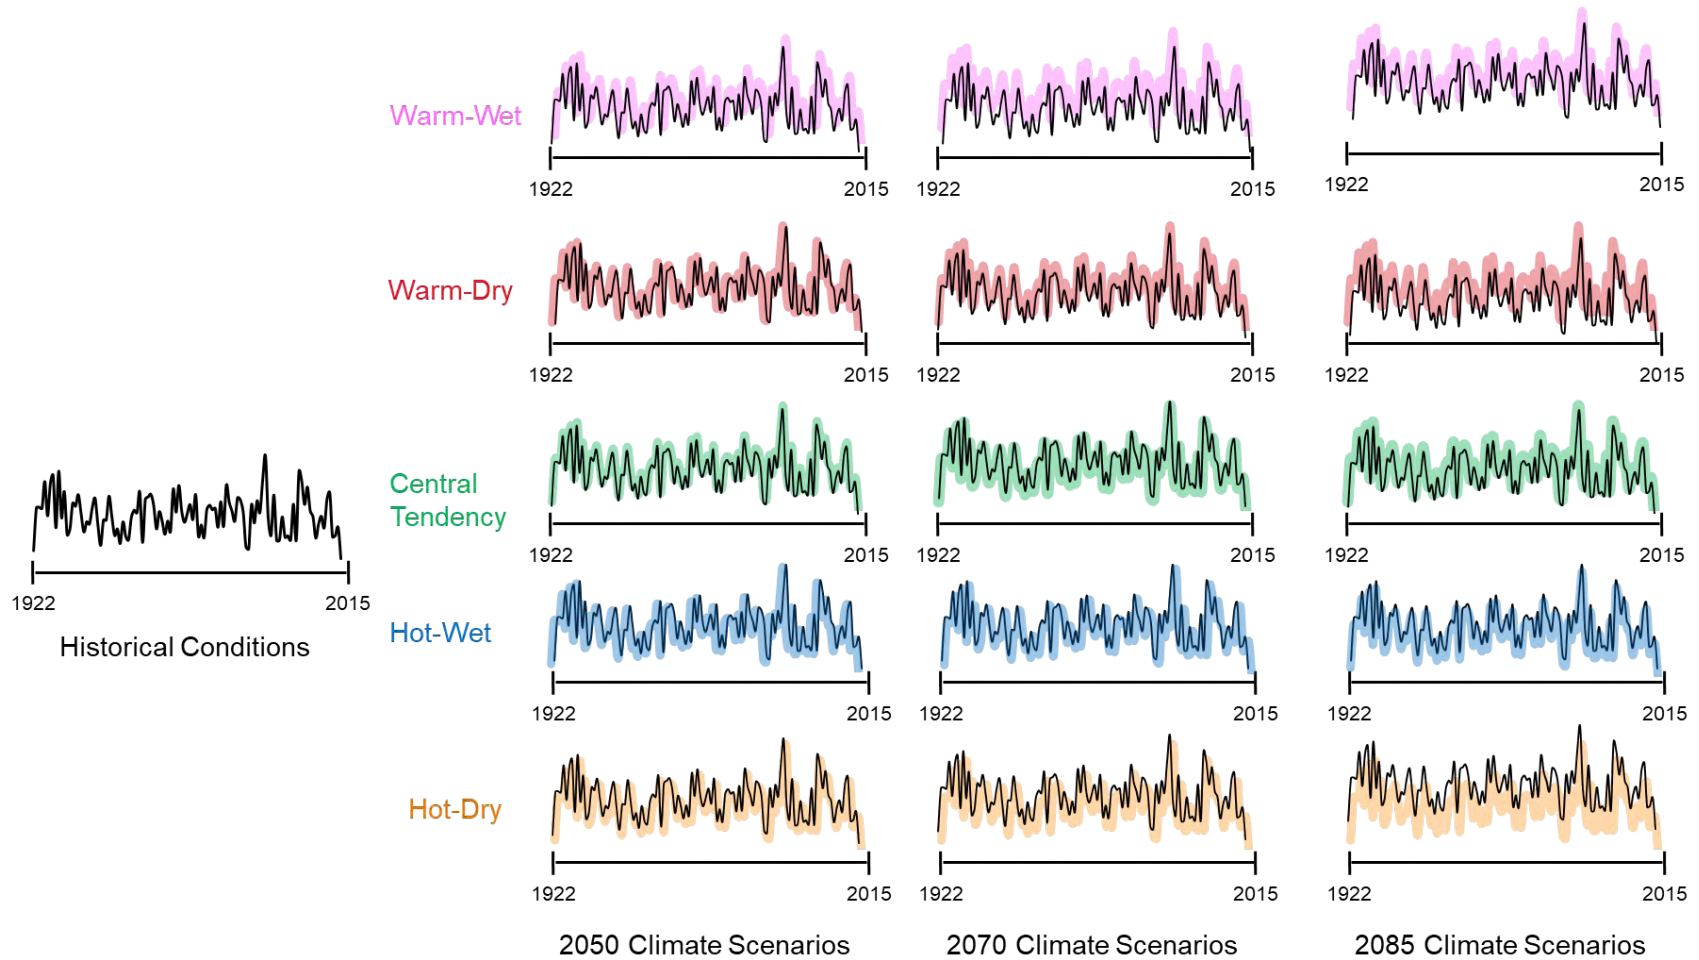 Warm-Wet
1922 2015 1922 2015 1922 2015
Warm-Dry
1922 2015 1922 2015 1922 2015
Central
Tendency
1922 2015 1922 2015 1922 2015
1922 2015
Historical Conditions
Hot-Wet
1922 2015 1922 2015 1922 2015
Hot-Dry
1922 2015 1922 2015 1922 2015
2050 Climate Scenarios 2070 Climate Scenarios 2085 Climate Scenarios